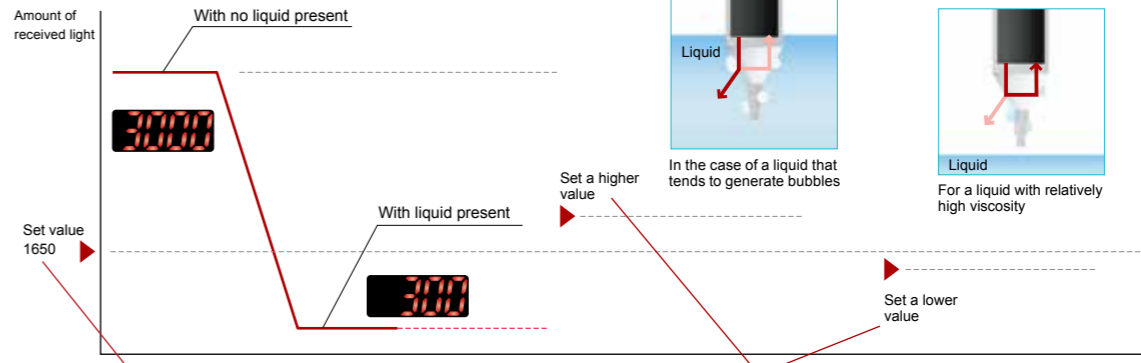 Amount of
received light
With no liquid present
3000
Set value
1650
With liquid present
300
Liquid
In the case of a liquid that
tends to generate bubbles
Set a higher
value
Liquid
For a liquid with relatively
high viscosity
Set a lower
value